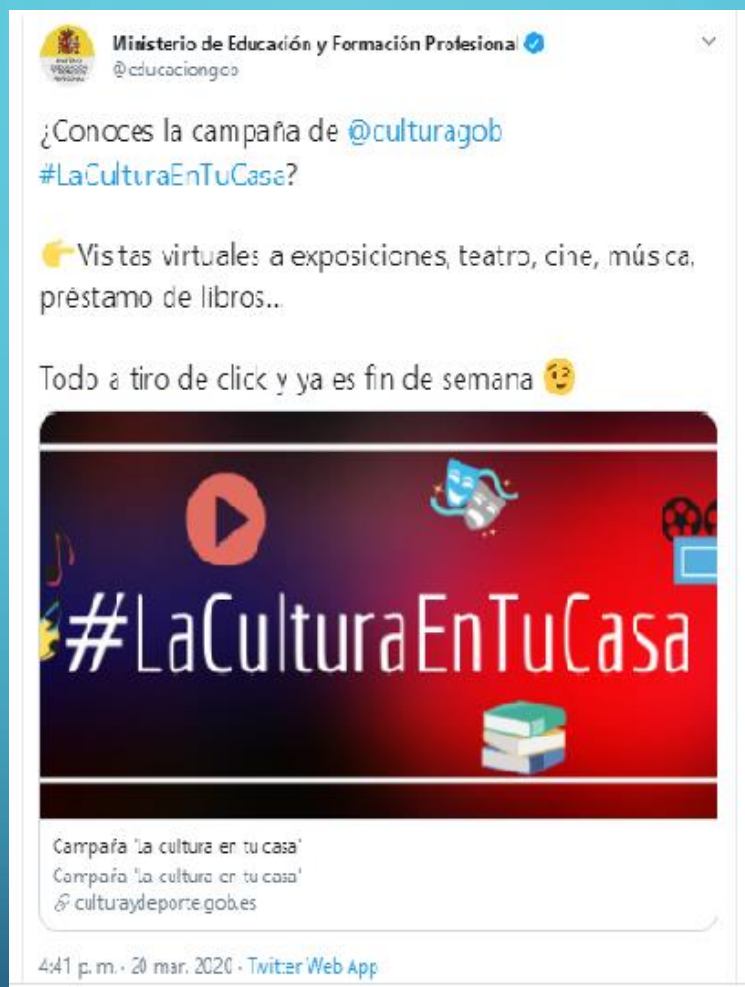 Ministerio de Educación y Formación Profesional
@educaciongob
¿Conoces la campaña de @culturagob
#LaCulturaEnTuCasa?
Visitas virtuales a exposiciones, teatro, cine, música,
préstamo de libros...
Todo a tiro de click y ya es fin de semana
#LaCulturaEnTuCasa
Campaña 'la cultura en tu casa'
Campaña 'la cultura en tu casa'
culturaydeporte.gob.es
4:41 p. m. · 20 mar. 2020 · Twitter Web App